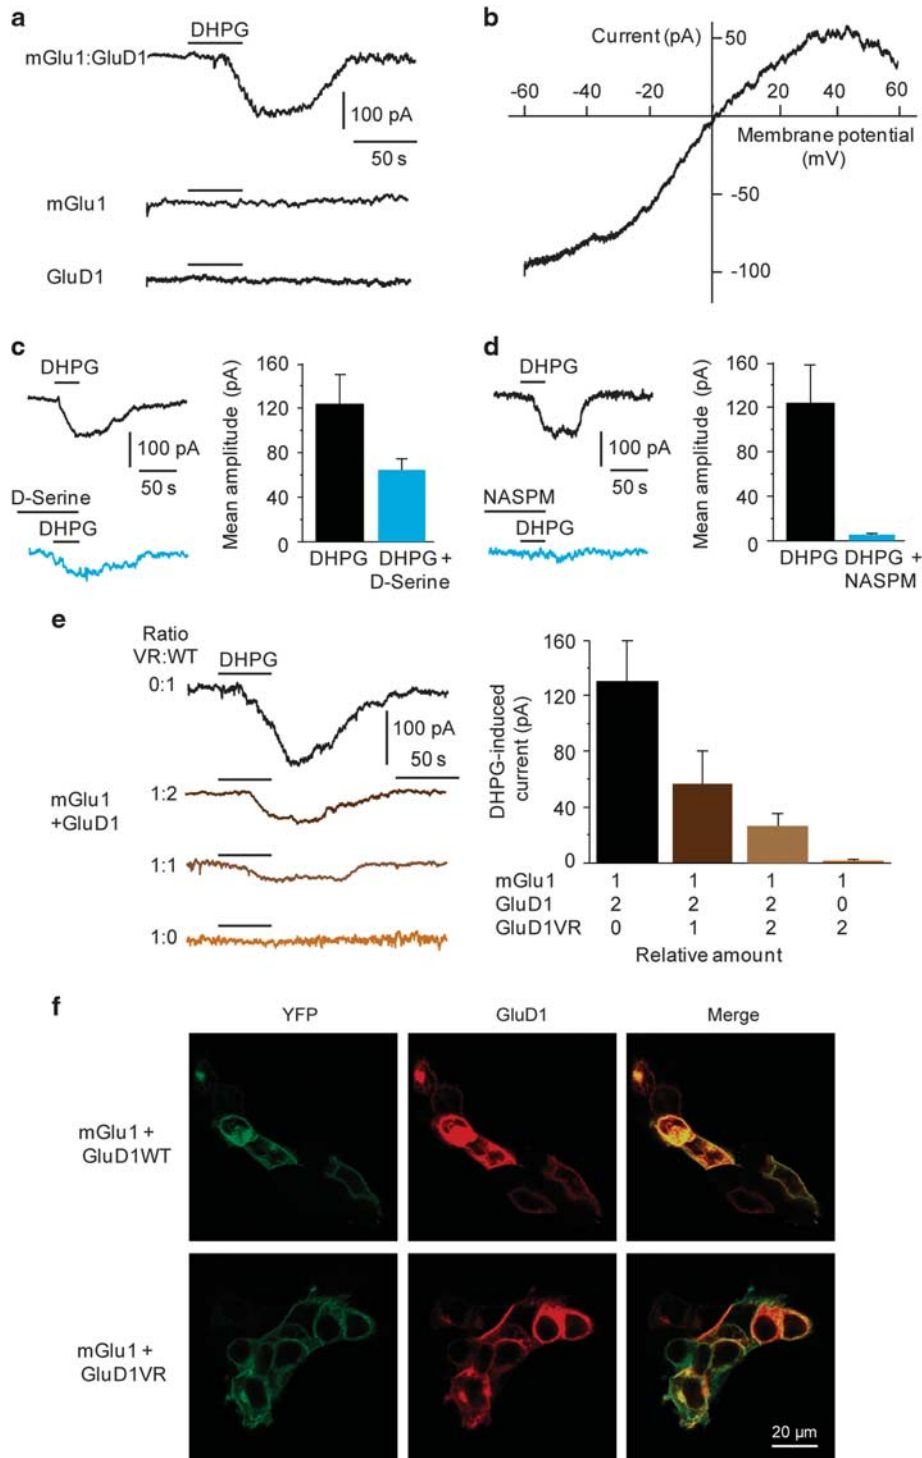 a
DHPG
mGlu1:GluD1
100 pA
50 s
mGlu1
GluD1
b
Current (pA)
50
-60 -40 -20 20 40 60
0
Membrane potential
(mV)
-50
-100
c
DHPG
100 pA
50 s
D-Serine
DHPG
Mean amplitude (pA)
160
120
80
40
0
DHPG DHPG +
D-Serine
d
DHPG
100 pA
50 s
NASPM
DHPG
Mean amplitude (pA)
160
120
80
40
0
DHPG DHPG +
NASPM
e
Ratio
VR:WT
DHPG
0:1
100 pA
50 s
mGlu1
+GluD1
1:2
1:1
1:0
DHPG-induced
current (pA)
160
120
80
40
0
mGlu1 1 1 1 1
GluD1 2 2 2 0
GluD1VR 0 1 2 2
Relative amount
f
YFP GluD1 Merge
mGlu1 +
GluD1WT
mGlu1 +
GluD1VR
20 µm